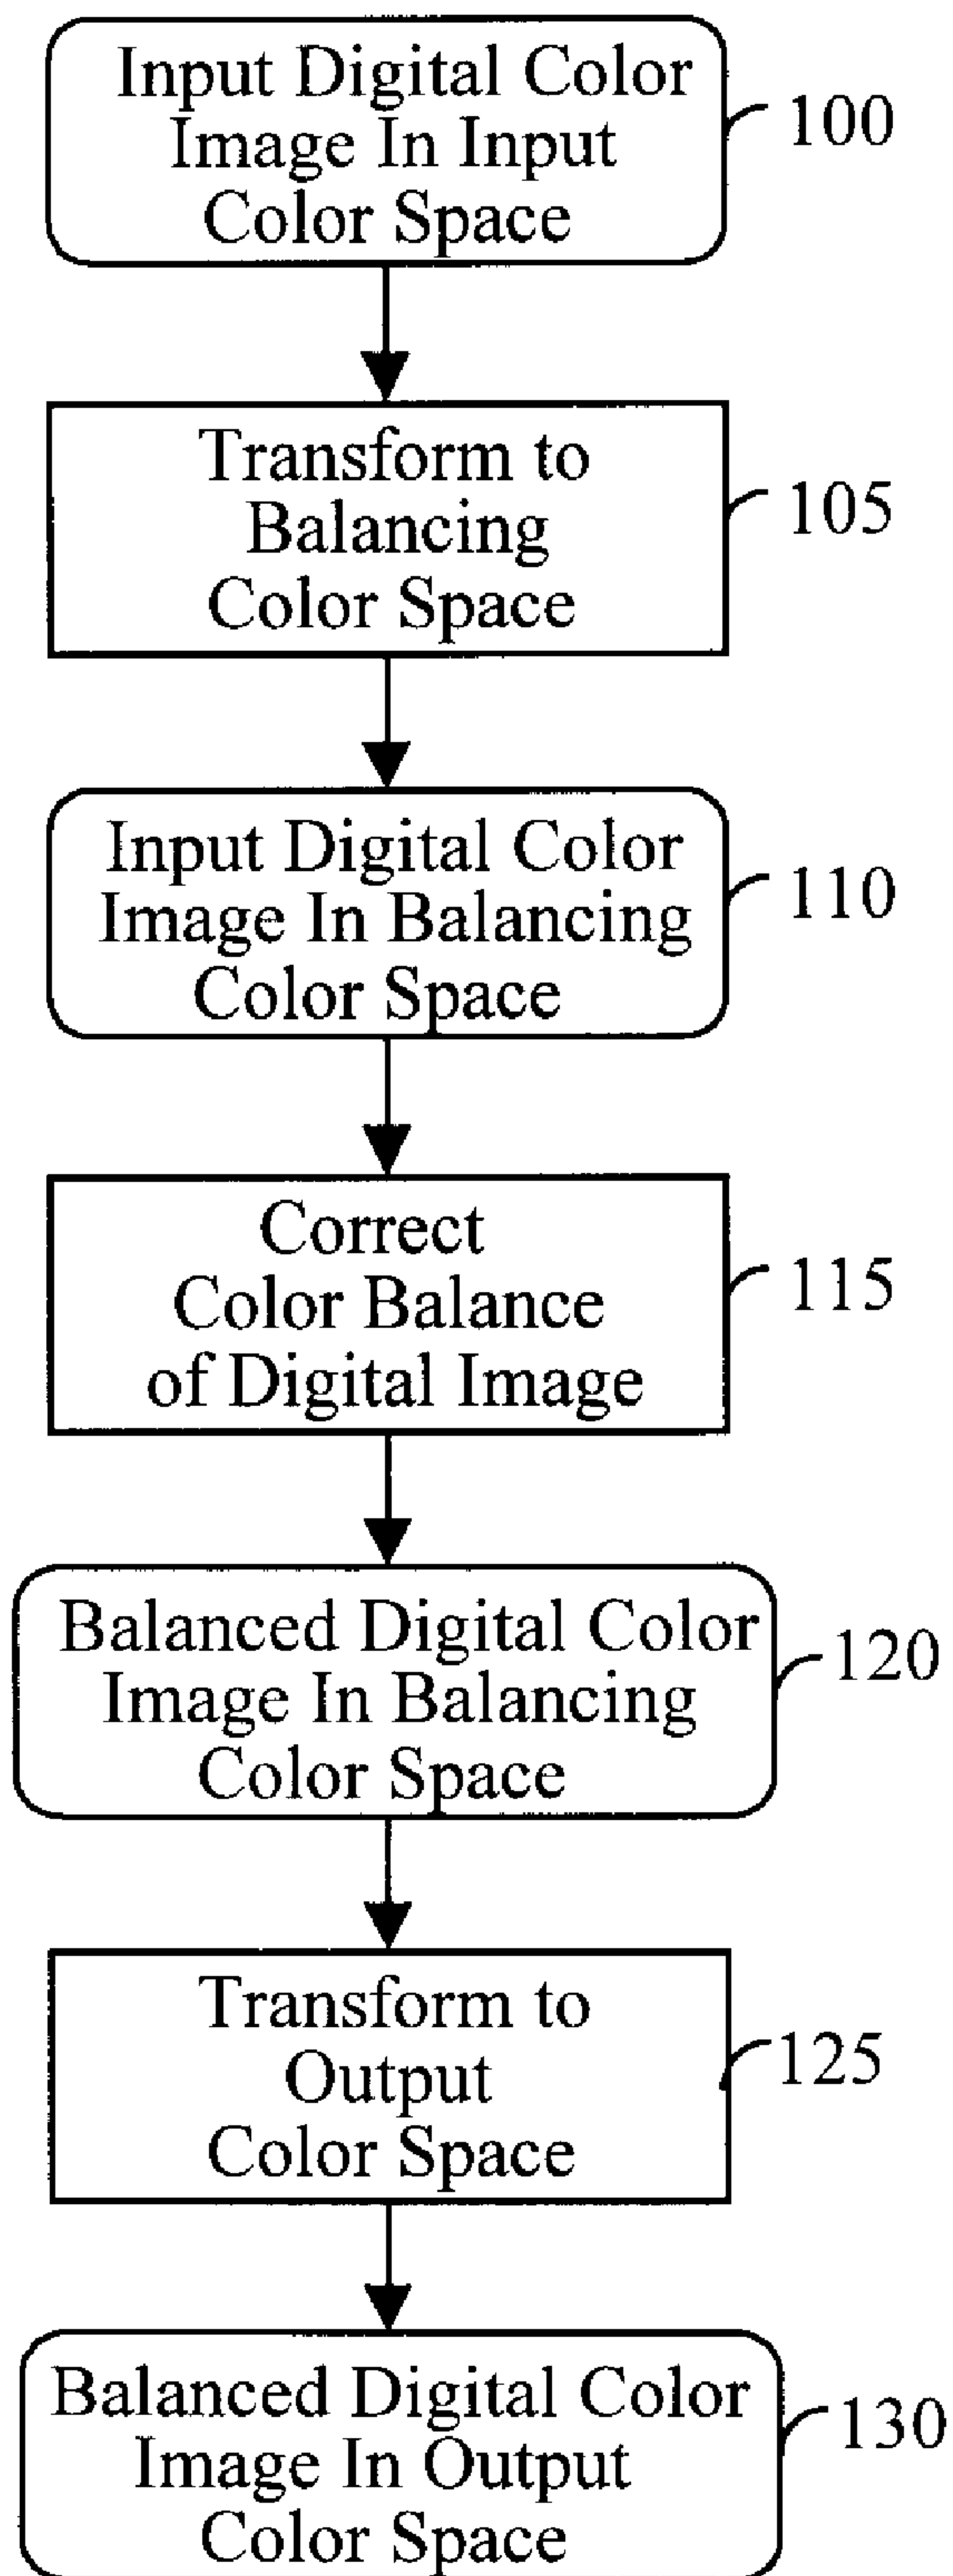 Input Digital Color
Image In Input
Color Space
100
Transform to
Balancing
Color Space
105
Input Digital Color
Image In Balancing
Color Space
110
Correct
Color Balance
of Digital Image
115
Balanced Digital Color
Image In Balancing
Color Space
120
Transform to
Output
Color Space
125
Balanced Digital Color
Image In Output
Color Space
130